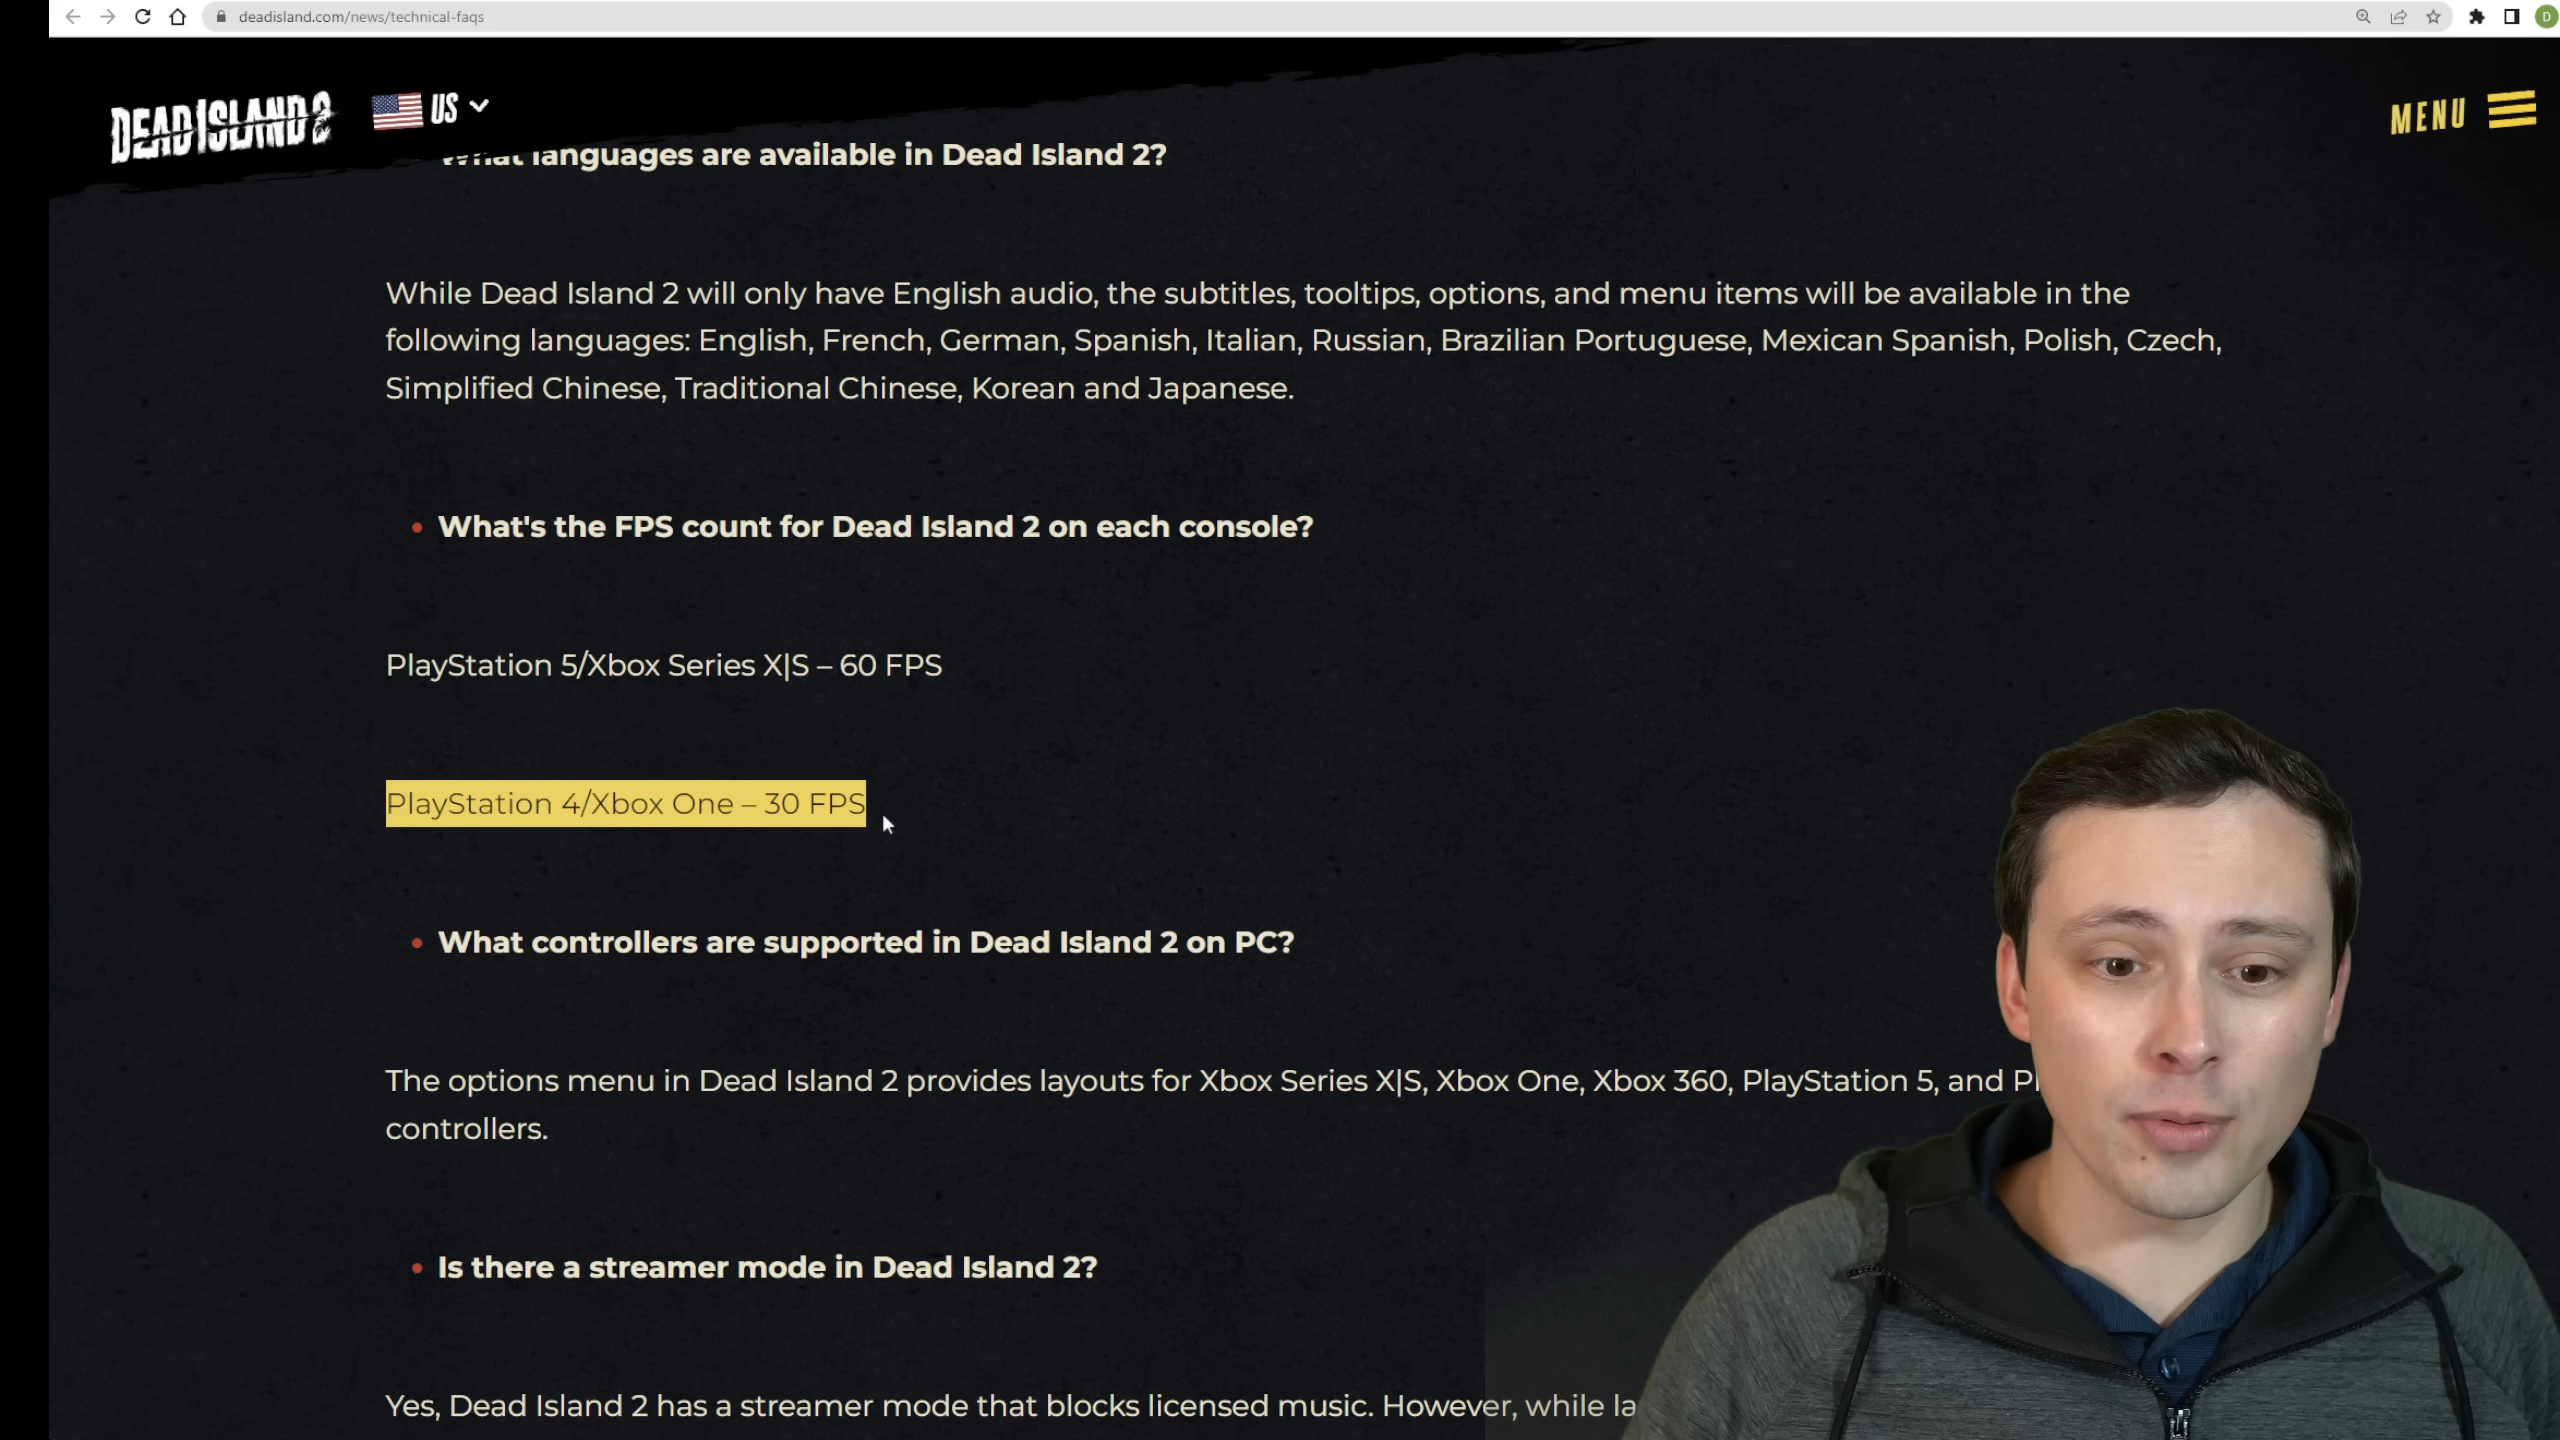 deadisland.com/news/technical-faqs
D
DEAD ISLAND 2
US
MENU
What languages are available in Dead Island 2?
While Dead Island 2 will only have English audio, the subtitles, tooltips, options, and menu items will be available in the
following languages: English, French, German, Spanish, Italian, Russian, Brazilian Portuguese, Mexican Spanish, Polish, Czech,
Simplified Chinese, Traditional Chinese, Korean and Japanese.
• What's the FPS count for Dead Island 2 on each console?
PlayStation 5/Xbox Series X|S – 60 FPS
PlayStation 4/Xbox One – 30 FPS
• What controllers are supported in Dead Island 2 on PC?
The options menu in Dead Island 2 provides layouts for Xbox Series X|S, Xbox One, Xbox 360, PlayStation 5, and
controllers.
• Is there a streamer mode in Dead Island 2?
Yes, Dead Island 2 has a streamer mode that blocks licensed music. However, while